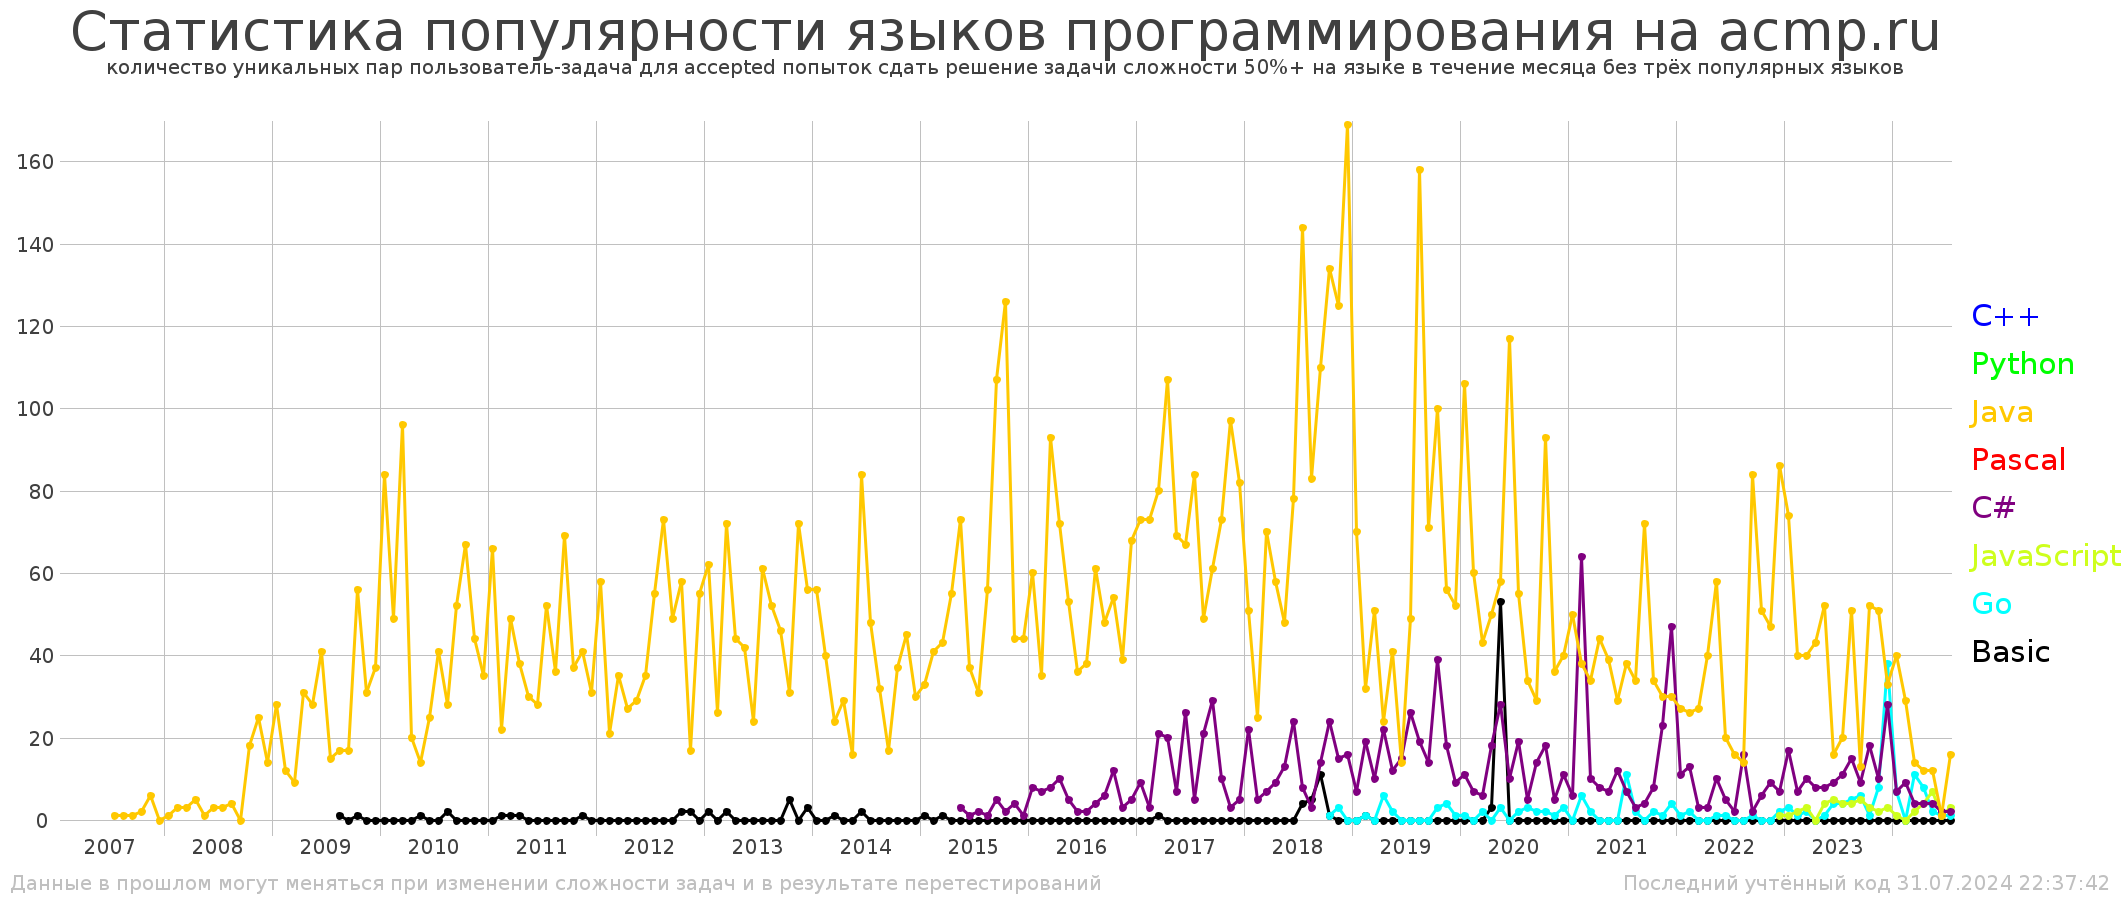 Статистика популярности языков программирования на acmp.ru
количество уникальных пар пользователь-задача для accepted попыток сдать решение задачи сложности 50%+ на языке в течение месяца без трёх популярных языков
160
140
120
100
80
60
40
20
0
C++
Python
Java
Pascal
C#
JavaScript
Go
Basic
2007 2008 2009 2010 2011 2012 2013 2014 2015 2016 2017 2018 2019 2020 2021 2022 2023
Данные в прошлом могут меняться при изменении сложности задач и в результате перетестирований
Последний учтённый код 31.07.2024 22:37:42